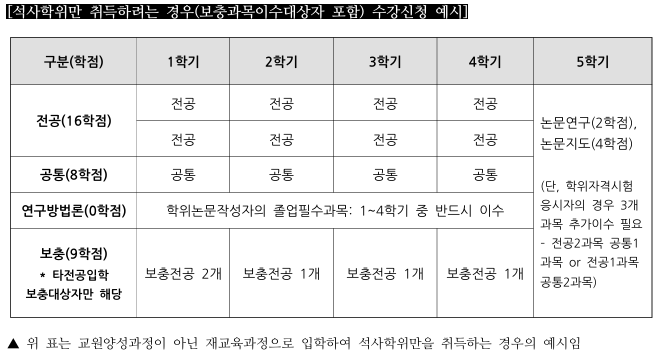 [석사학위만 취득하려는 경우(보충과목이수대상자 포함) 수강신청 예시]
구분(학점) 1학기 2학기 3학기 4학기 5학기
전공(16학점) 전공 전공 전공 전공
전공 전공 전공 전공
공통(8학점) 공통 공통 공통 공통
연구방법론(0학점) 학위논문작성자의 졸업필수과목: 1~4학기 중 반드시 이수
보충(9학점)
* 타전공입학
보충대상자만 해당
보충전공 2개 보충전공 1개 보충전공 1개 보충전공 1개
논문연구(2학점),
논문지도(4학점)
(단, 학위자격시험
응시자의 경우 3개
과목 추가이수 필요
- 전공2과목 공통1
과목 or 전공1과목
공통2과목)
▲ 위 표는 교원양성과정이 아닌 재교육과정으로 입학하여 석사학위만을 취득하는 경우의 예시임